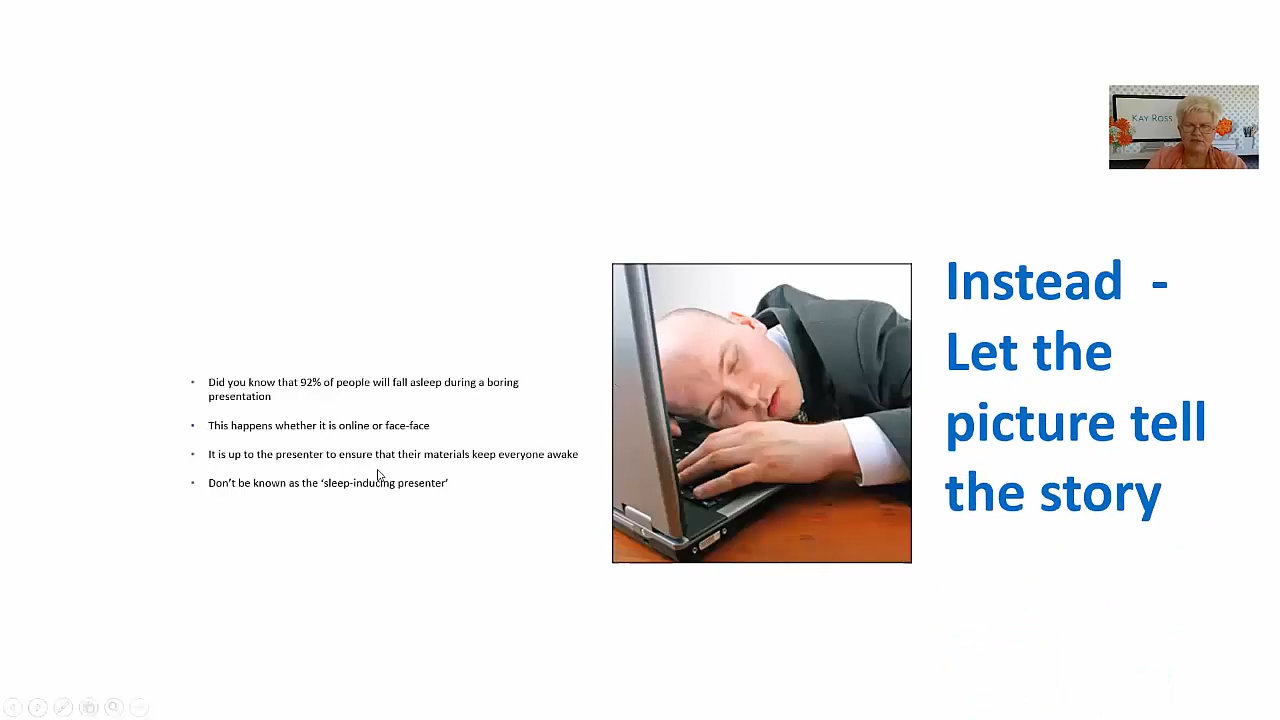 KAY ROSS
Instead -
Let the
picture tell
the story
• Did you know that 92% of people will fall asleep during a boring
presentation
• This happens whether it is online or face-face
• It is up to the presenter to ensure that their materials keep everyone awake
• Don't be known as the ‘sleep-inducing presenter’